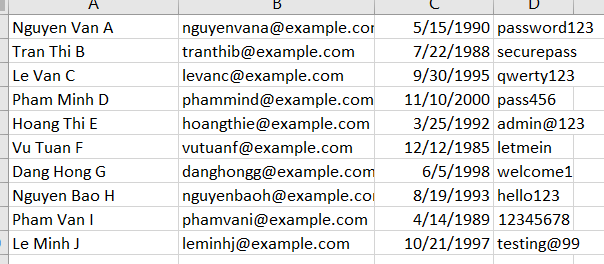 A B C D
Nguyen Van A nguyenvana@example.com 5/15/1990 password123
Tran Thi B tranthib@example.com 7/22/1988 securepass
Le Van C levanc@example.com 9/30/1995 qwerty123
Pham Minh D phammind@example.com 11/10/2000 pass456
Hoang Thi E hoangthie@example.com 3/25/1992 admin@123
Vu Tuan F vutuanf@example.com 12/12/1985 letmein
Dang Hong G danghongg@example.com 6/5/1998 welcome1
Nguyen Bao H nguyenbaoh@example.com 8/19/1993 hello123
Pham Van I phamvani@example.com 4/14/1989 12345678
Le Minh J leminhj@example.com 10/21/1997 testing@99